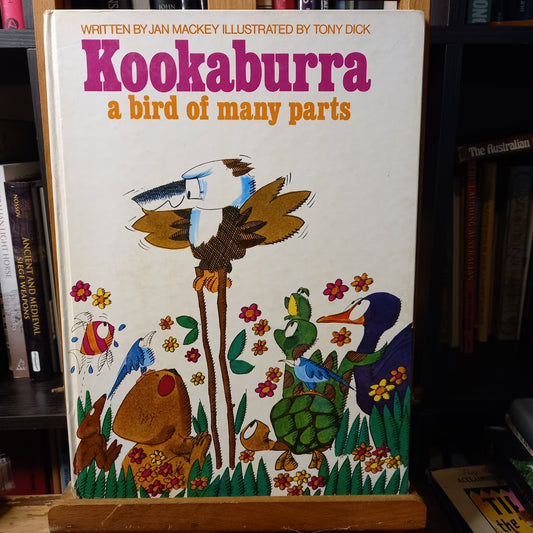 WRITTEN BY JAN MACKEY ILLUSTRATED BY TONY DICK
Kookaburra
a bird of many parts
The Australian
ANCIENT AND MEDIEVAL
SIEGE WEAPONS
NOSSOV